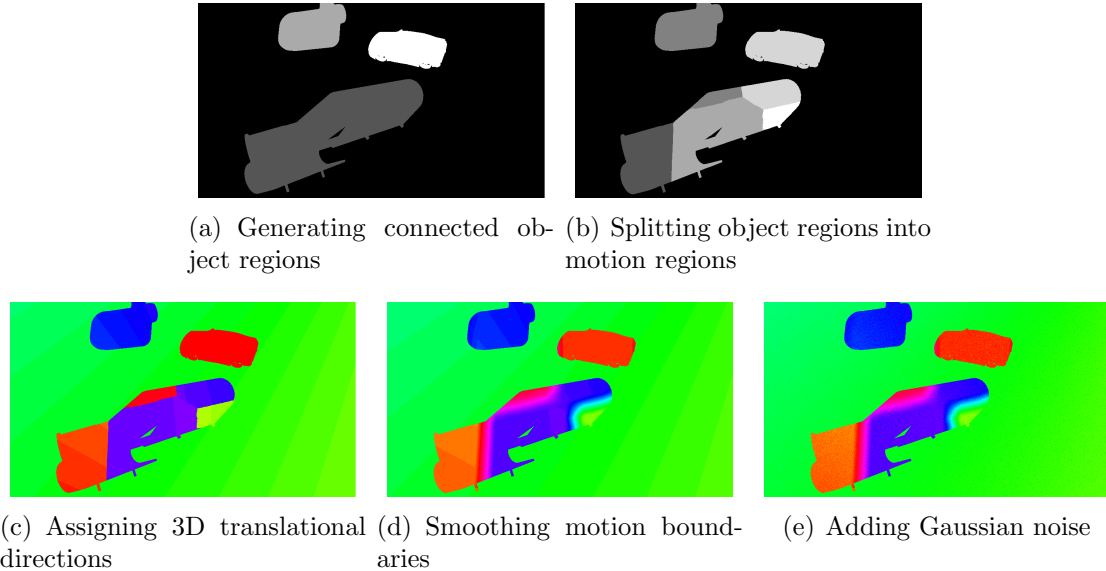 (a) Generating connected ob-
ject regions
(b) Splitting object regions into
motion regions
(c) Assigning 3D translational
directions
(d) Smoothing motion bound-
aries
(e) Adding Gaussian noise